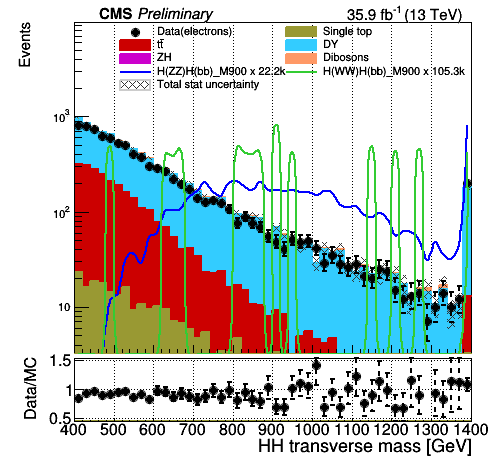 CMS Preliminary 35.9 fb⁻¹ (13 TeV)
Data(electrons) Single top
tt̄ DY
ZH Dibosons
H(ZZ)H(bb)_M900 x 22.2k H(WW)H(bb)_M900 x 105.3k
Total stat uncertainty
Events
10³
10²
10
Data/MC
1.5
1.0
0.5
400 500 600 700 800 900 1000 1100 1200 1300 1400
HH transverse mass [GeV]